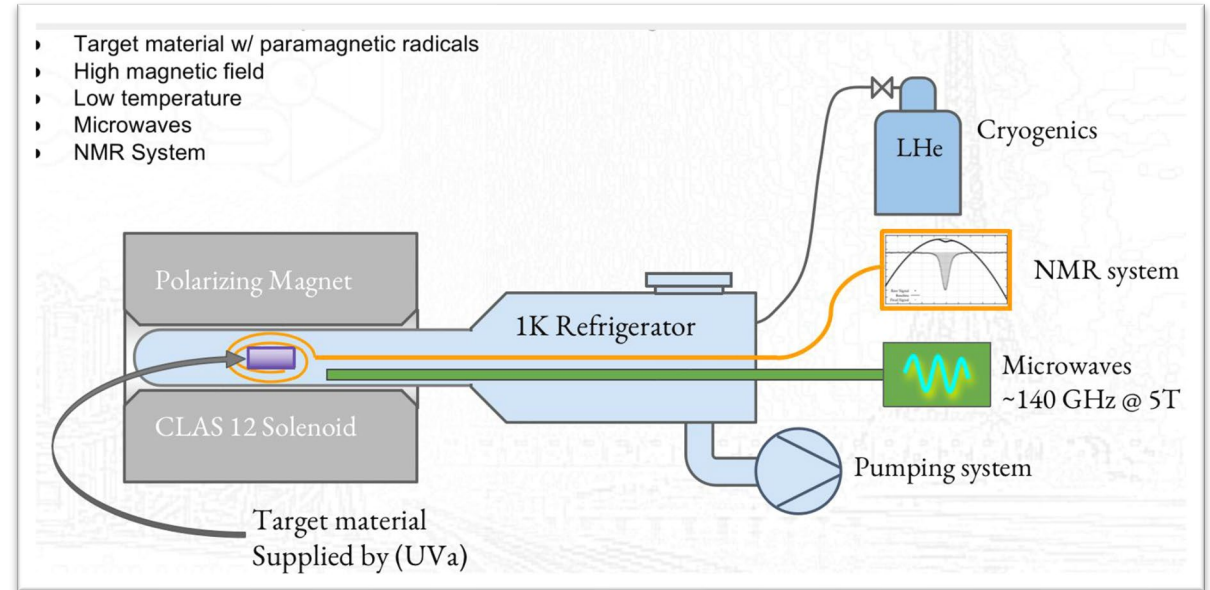 Target material w/ paramagnetic radicals
High magnetic field
Low temperature
Microwaves
NMR System
Cryogenics
LHe
Polarizing Magnet
NMR system
1K Refrigerator
Microwaves
~140 GHz @ 5T
CLAS 12 Solenoid
Pumping system
Target material
Supplied by (UVa)